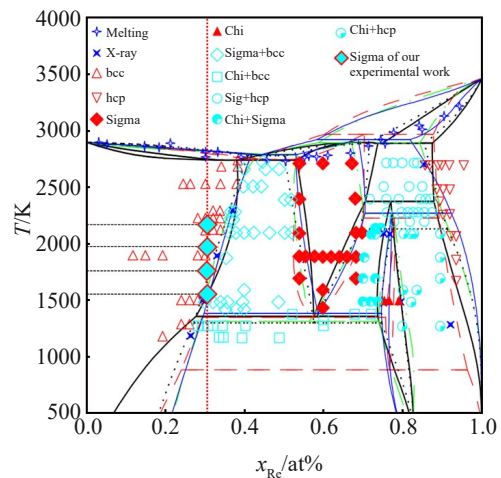 4000
3500
3000
2500
2000
1500
1000
500
T/K
Melting
X-ray
bcc
hcp
Sigma
Chi
Sigma+bcc
Chi+bcc
Sig+hcp
Chi+Sigma
Chi+hcp
Sigma of our
experimental work
0.0 0.2 0.4 0.6 0.8 1.0
xRe/at%